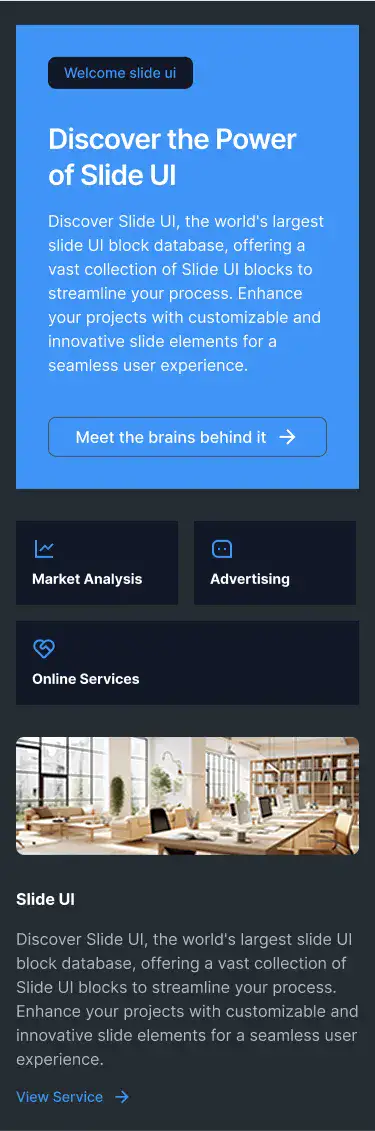 Welcome slide ui
Discover the Power
of Slide UI
Discover Slide UI, the world's largest
slide UI block database, offering a
vast collection of Slide UI blocks to
streamline your process. Enhance
your projects with customizable and
innovative slide elements for a
seamless user experience.
Meet the brains behind it
Market Analysis
Advertising
Online Services
Slide UI
Discover Slide UI, the world's largest slide UI
block database, offering a vast collection of
Slide UI blocks to streamline your process.
Enhance your projects with customizable and
innovative slide elements for a seamless user
experience.
View Service